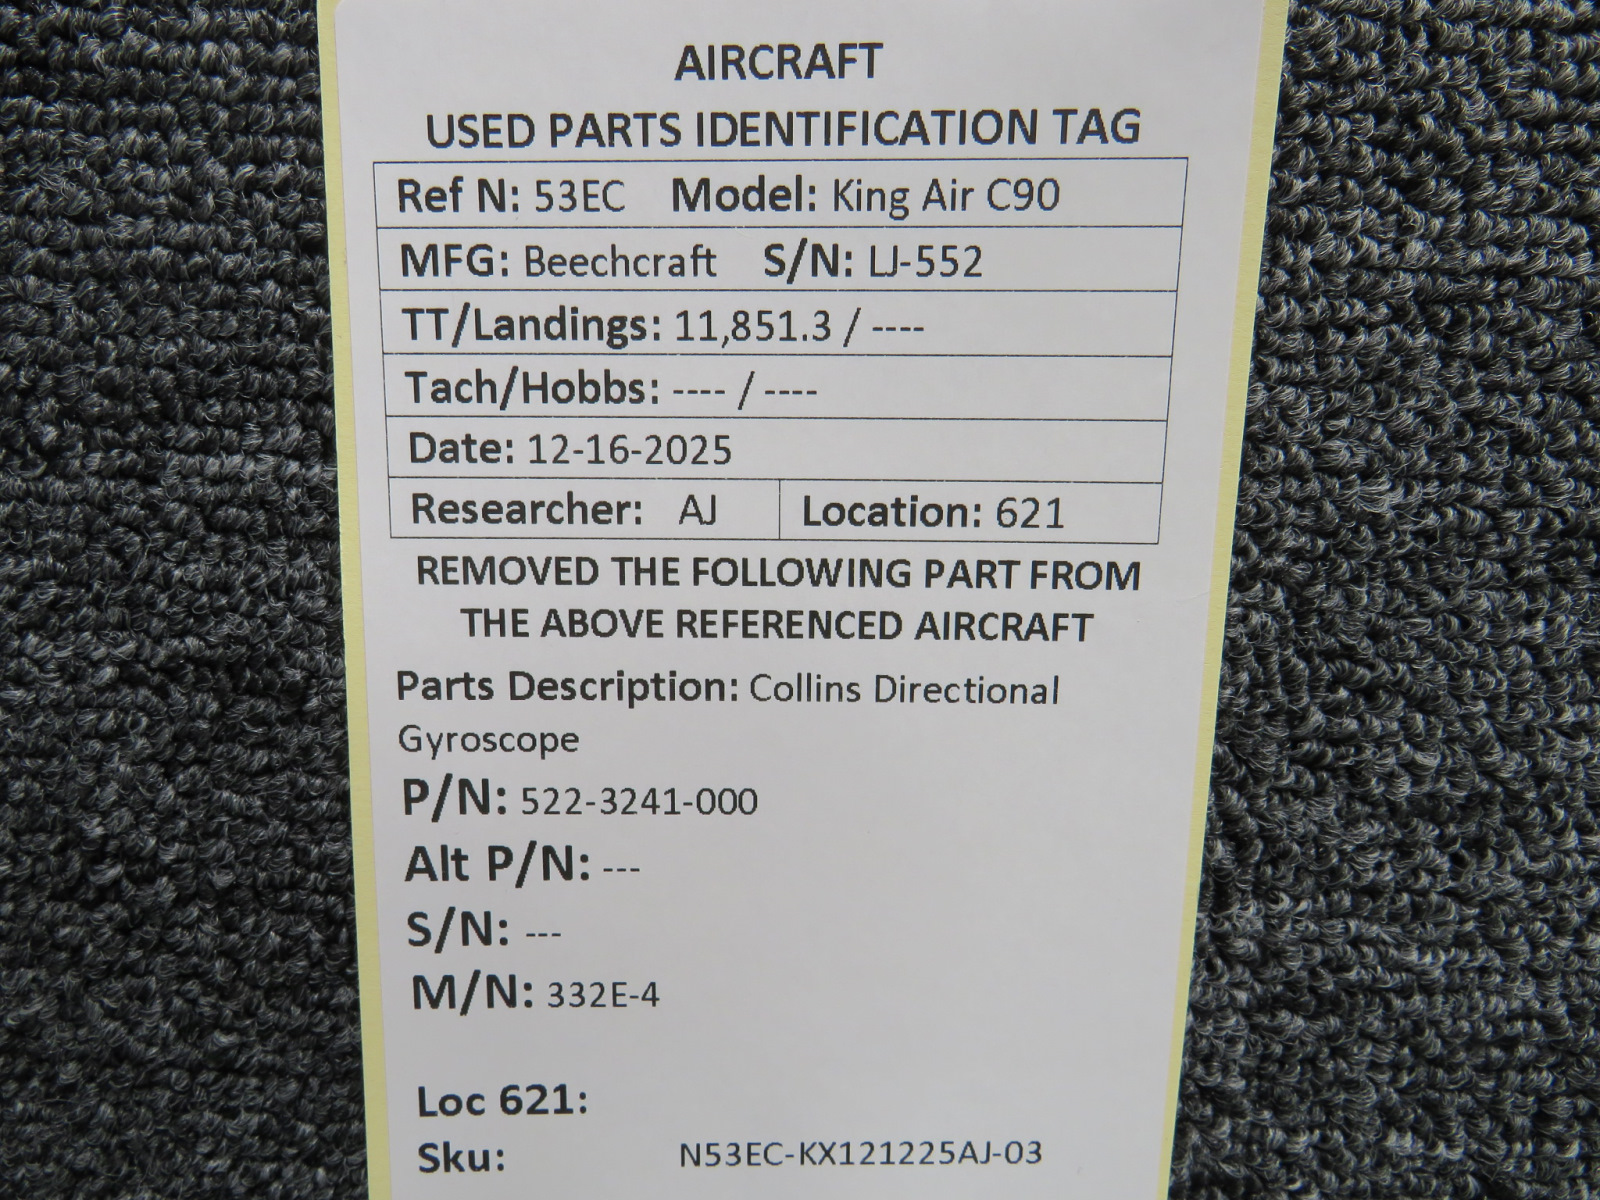 AIRCRAFT
USED PARTS IDENTIFICATION TAG
Ref N: 53EC Model: King Air C90
MFG: Beechcraft S/N: LJ-552
TT/Landings: 11,851.3 / ----
Tach/Hobbs: ---- / ----
Date: 12-16-2025
Researcher: AJ Location: 621
REMOVED THE FOLLOWING PART FROM
THE ABOVE REFERENCED AIRCRAFT
Parts Description: Collins Directional
Gyroscope
P/N: 522-3241-000
Alt P/N: ---
S/N: ---
M/N: 332E-4
Loc 621:
Sku: N53EC-KX121225AJ-03